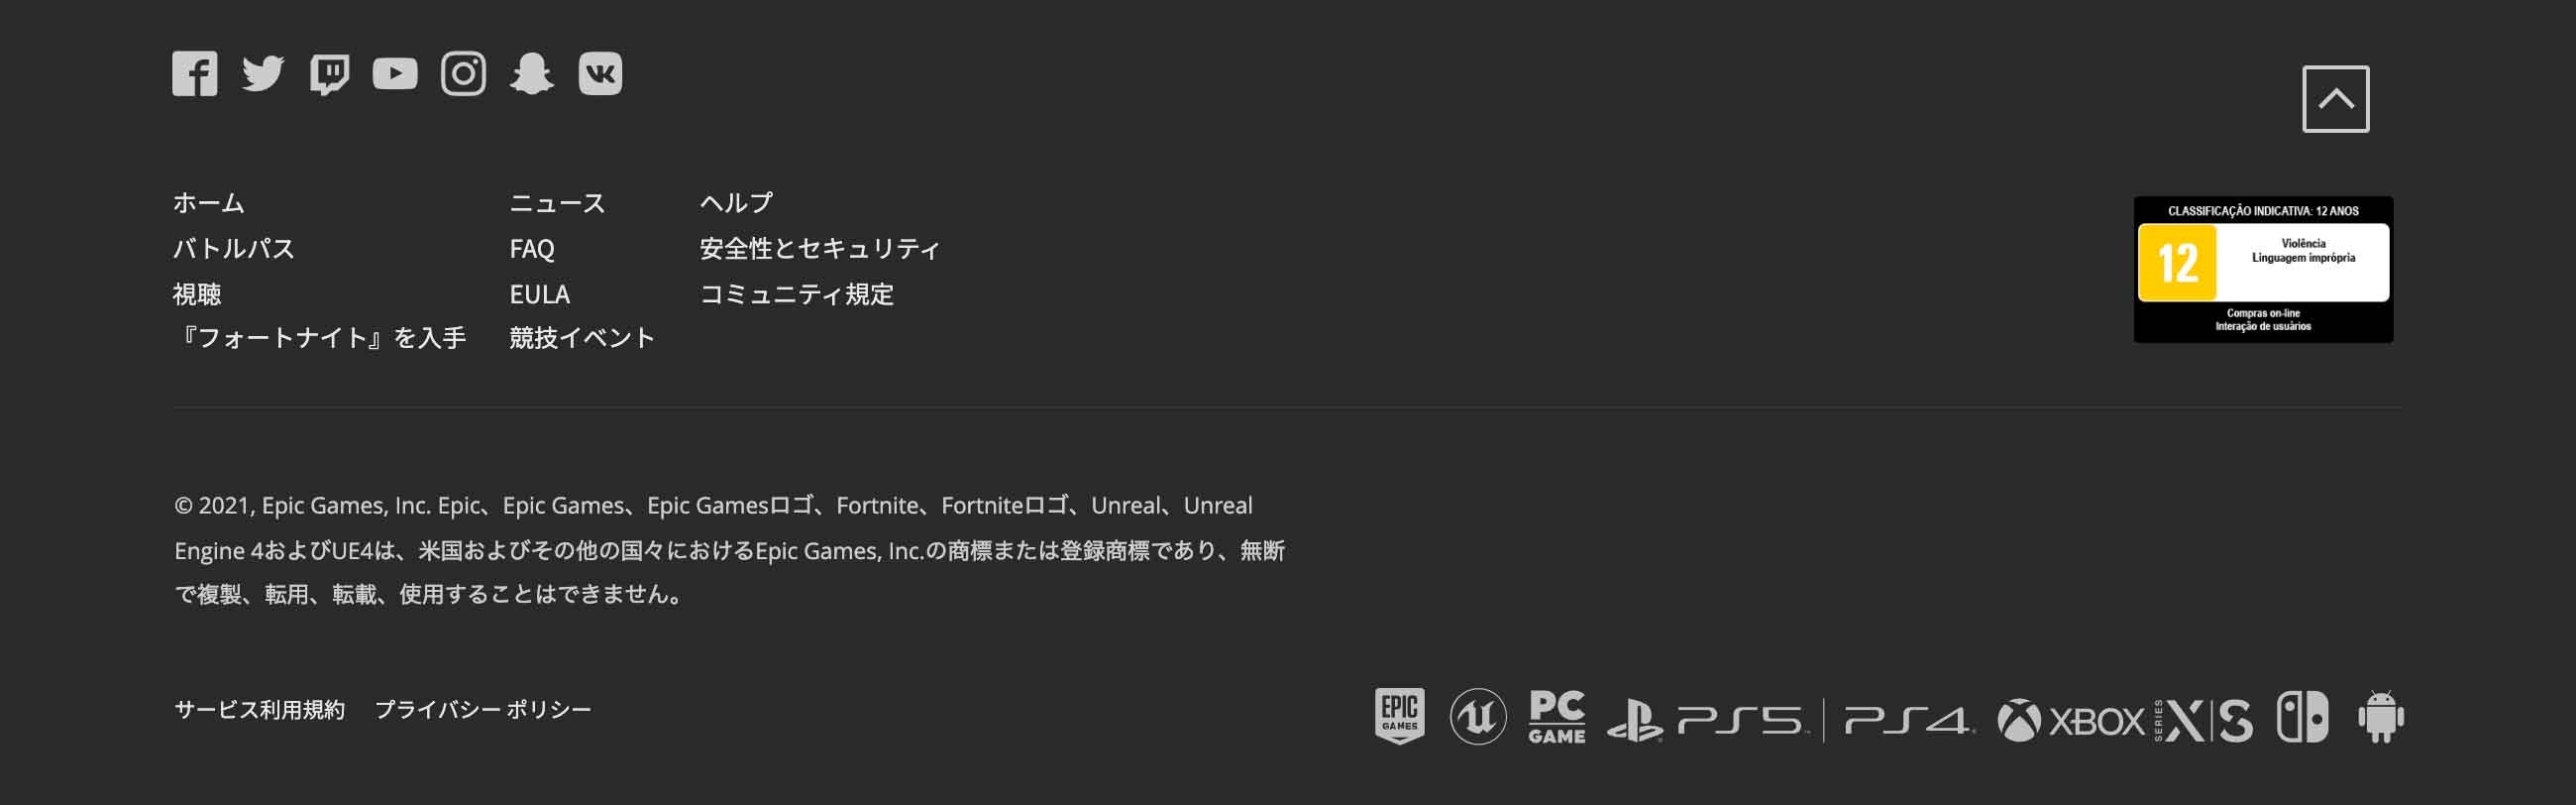 ホーム
ニュース
ヘルプ
バトルパス
FAQ
安全性とセキュリティ
視聴
EULA
コミュニティ規定
『フォートナイト』を入手
競技イベント
CLASSIFICAÇÃO INDICATIVA: 12 ANOS
12
Violência
Linguagem imprópria
Compras on-line
Interação de usuários
© 2021, Epic Games, Inc. Epic、Epic Games、Epic Gamesロゴ、Fortnite、Fortniteロゴ、Unreal、Unreal
Engine 4およびUE4は、米国およびその他の国々におけるEpic Games, Inc.の商標または登録商標であり、無断
で複製、転用、転載、使用することはできません。
サービス利用規約 プライバシー ポリシー
EPIC
GAMES
PC
GAME
PS5 PS4
XBOX SERIES X|S